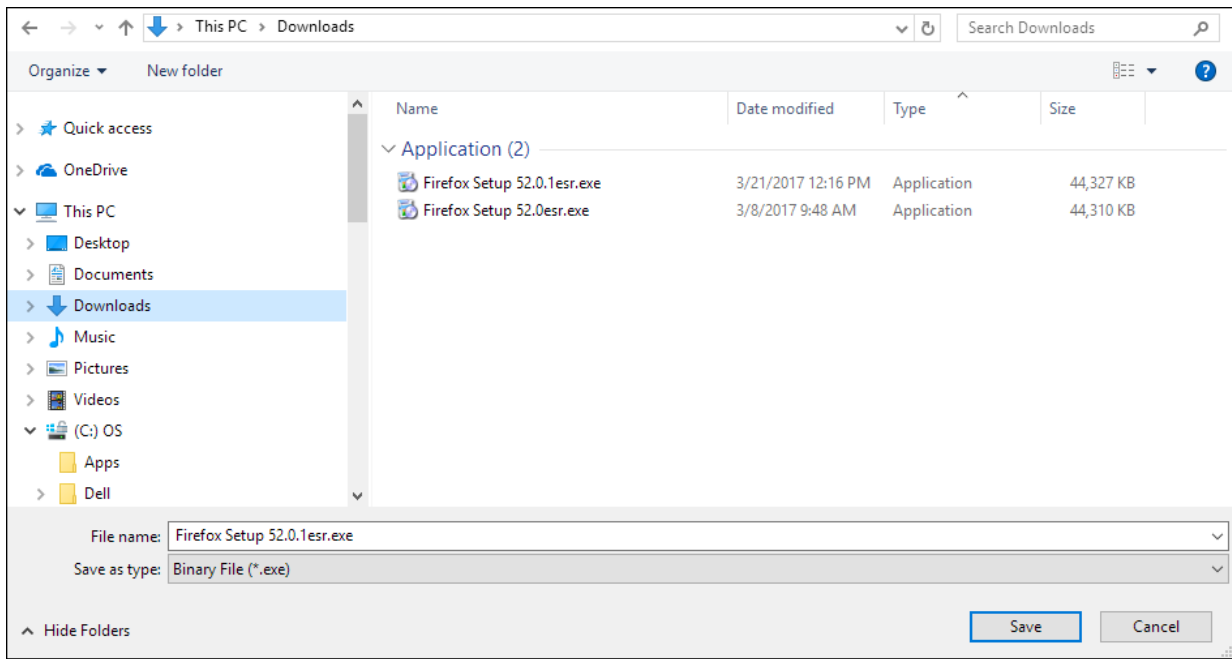 This PC > Downloads
Search Downloads
Organize
New folder
Name Date modified Type Size
Quick access
OneDrive
This PC
Desktop
Documents
Downloads
Music
Pictures
Videos
(C:) OS
Apps
Dell
Application (2)
Firefox Setup 52.0.1esr.exe 3/21/2017 12:16 PM Application 44,327 KB
Firefox Setup 52.0esr.exe 3/8/2017 9:48 AM Application 44,310 KB
File name: Firefox Setup 52.0.1esr.exe
Save as type: Binary File (*.exe)
Hide Folders
Save
Cancel